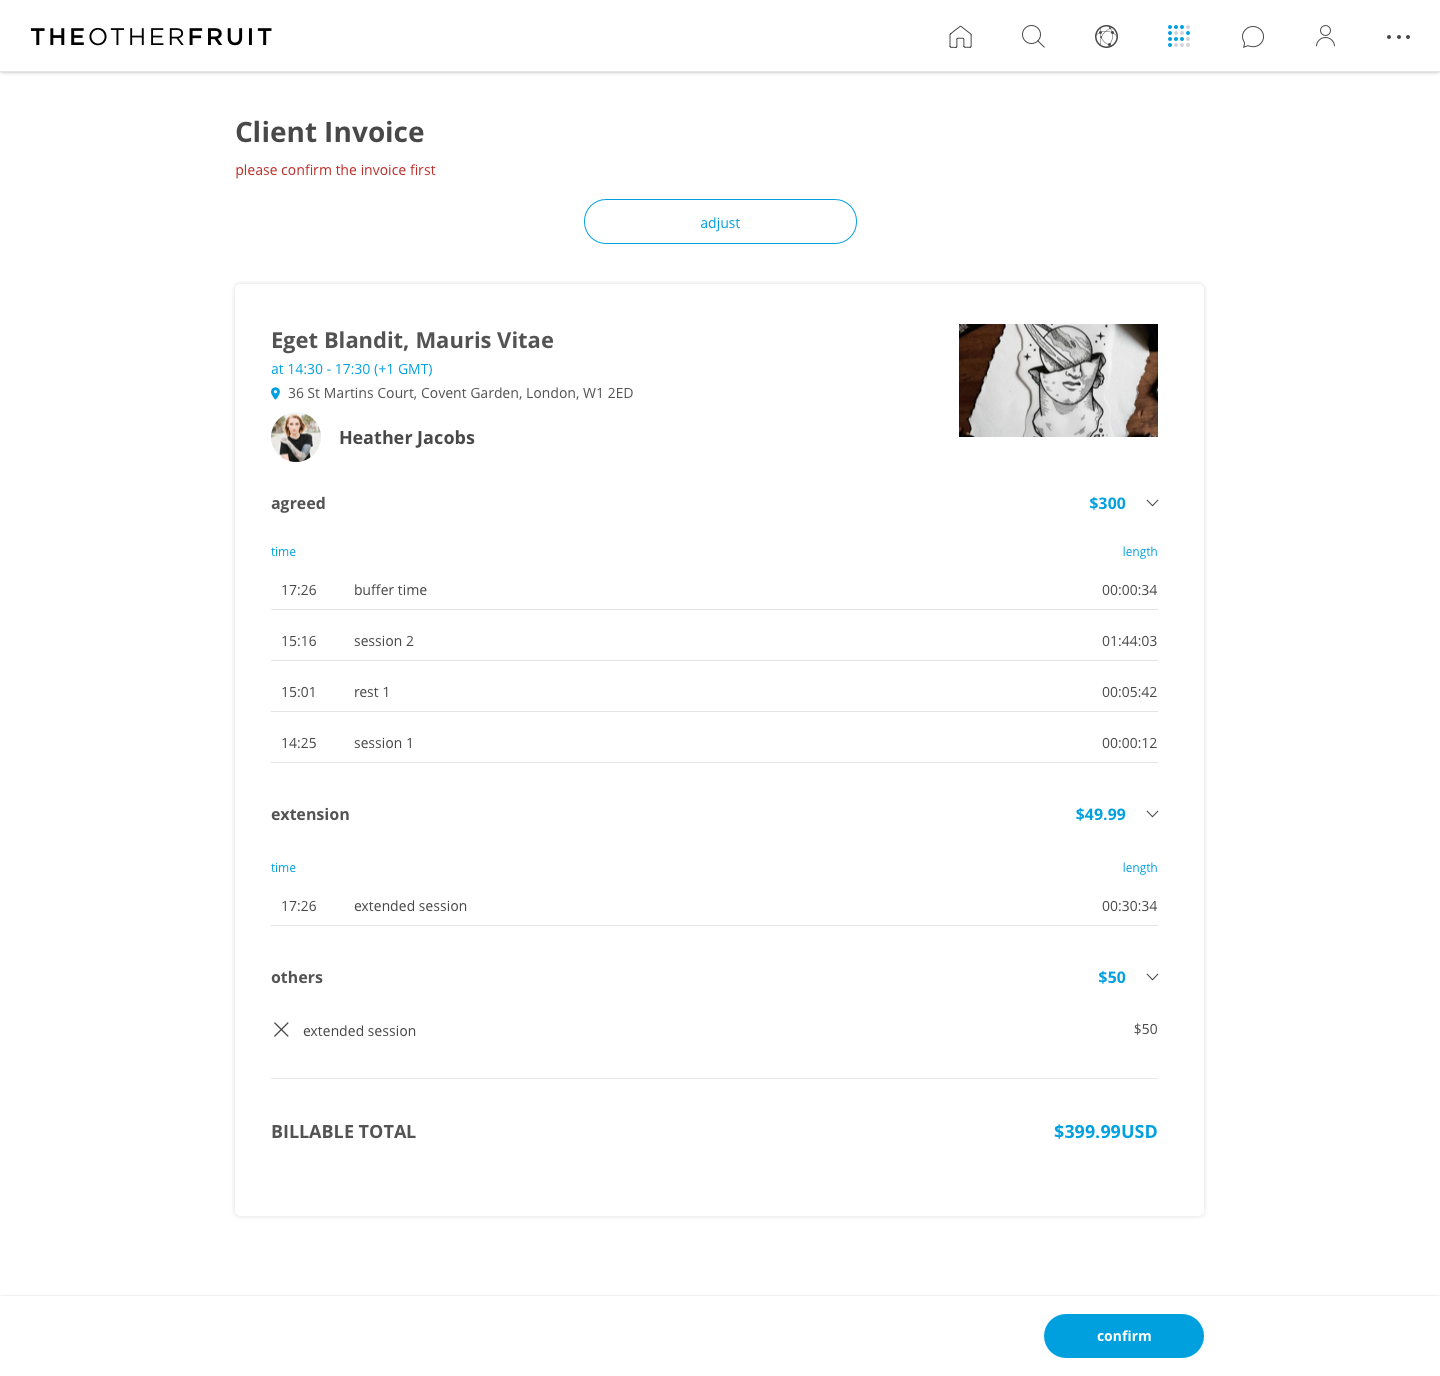 THEOTHERFRUIT
Client Invoice
please confirm the invoice first
adjust
Eget Blandit, Mauris Vitae
at 14:30 - 17:30 (+1 GMT)
36 St Martins Court, Covent Garden, London, W1 2ED
Heather Jacobs
agreed $300
time length
17:26 buffer time 00:00:34
15:16 session 2 01:44:03
15:01 rest 1 00:05:42
14:25 session 1 00:00:12
extension $49.99
time length
17:26 extended session 00:30:34
others $50
extended session $50
BILLABLE TOTAL $399.99USD
confirm